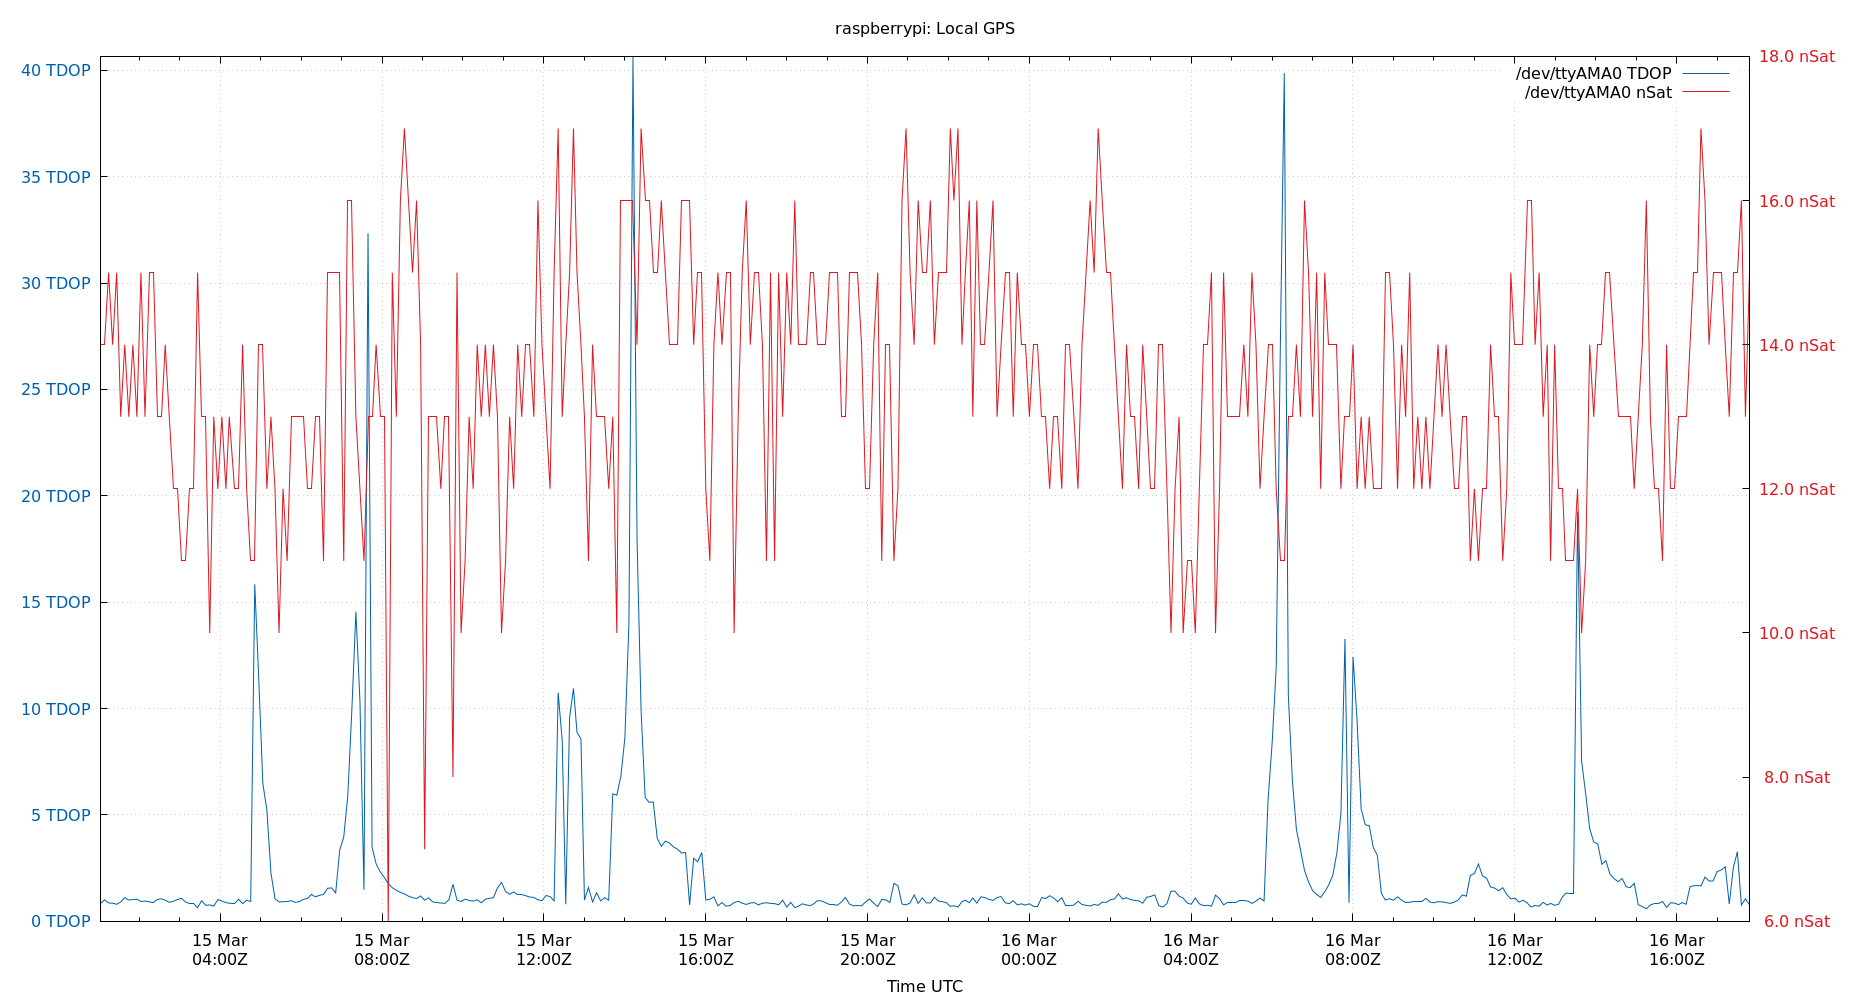 raspberrypi: Local GPS
40 TDOP
35 TDOP
30 TDOP
25 TDOP
20 TDOP
15 TDOP
10 TDOP
5 TDOP
0 TDOP
/dev/ttyAMA0 TDOP
/dev/ttyAMA0 nSat
18.0 nSat
16.0 nSat
14.0 nSat
12.0 nSat
10.0 nSat
8.0 nSat
6.0 nSat
15 Mar
04:00Z
15 Mar
08:00Z
15 Mar
12:00Z
15 Mar
16:00Z
15 Mar
20:00Z
16 Mar
00:00Z
16 Mar
04:00Z
16 Mar
08:00Z
16 Mar
12:00Z
16 Mar
16:00Z
Time UTC